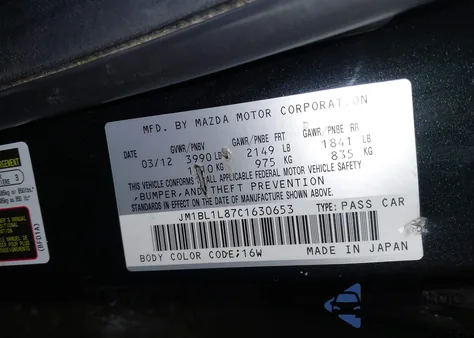 MFD. BY MAZDA MOTOR CORPORATION
DATE GVWR/PNBV GAWR/PNBE FRT GAWR/PNBE RR
03/12 3990 LB 2149 LB 1841 LB
KG 975 KG 835 KG
THIS VEHICLE CONFORMS ALL APPLICABLE FEDERAL MOTOR VEHICLE SAFETY
,BUMPER, AND THEFT PREVENTION
STANDARDS IN EFFECT ON THE DATE OF MANUFACTURE SHOWN ABOVE.
JM1BL1L87C1630653 TYPE: PASS CAR
BODY COLOR CODE;16W MADE IN JAPAN
3
(BF01A)